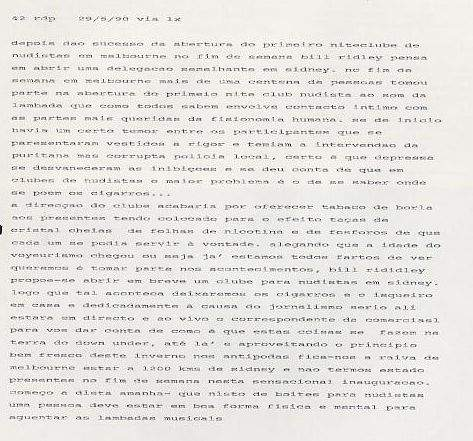 42 rdp 29/5/90 via lx
depois dao sucesso da abertura do primeiro niteclube de
nudistas em malbourne no fim de semana bill ridley pensa
em abrir uma delegacao semelhante em sidney. no fim da
semana em melbourne mais de uma centena de pessoas tomou
parte na abertura do primeio nite club nudista ao som da
lambada que como todos sabem envolve contacto intimo com
as partes mais queridas da fisionomia humana. se de inicio
havia um certo temor entre os participantes que se
paresentaram vestidos a rigor e temiam a intervendao da
puritana mas corrupta policia local, certo é que depressa
se desvaneceram as inibiçoes e se deu conta de que em
clubes de nudistas o maior problema é o de se saber onde
se poem os cigarros...
a direcçao do clube acabaria por oferecer tabaco de borla
aos presentes tendo colocado para o efeito taças de
cristal cheias de folhas de nicotina e de fosforos de que
cada um se podia servir à vontade. alegando que a idade do
voyeurismo chegou ou seja ja' estamos todos fartos de ver
queramos é tomar parte nos acontecimentos, bill rididley
propoe-se abrir em breve um clube para nudistas em sidney.
logo que tal aconteca deixaremos os cigarros e o isqueiro
em casa e dedicadamente à causa do jornalismo serio ali
estara em directo e ao vivo o correspondente da comercial
para vos dar conta de como é que estas coisas se fazem na
terra do down under, até la' e aproveitando o principio
bem fresco deste inverno nos antipodas fica-nos a raiva de
melbourne estar a 1200 kms de sidney e nao termos estado
presentes no fim de semana nesta sensacional inauguracao.
começo a dista amanha- que nisto de boites para nudistas
uma pessoa deve estar em boa forma fisica e mental para
aguentar as lambadas musicais